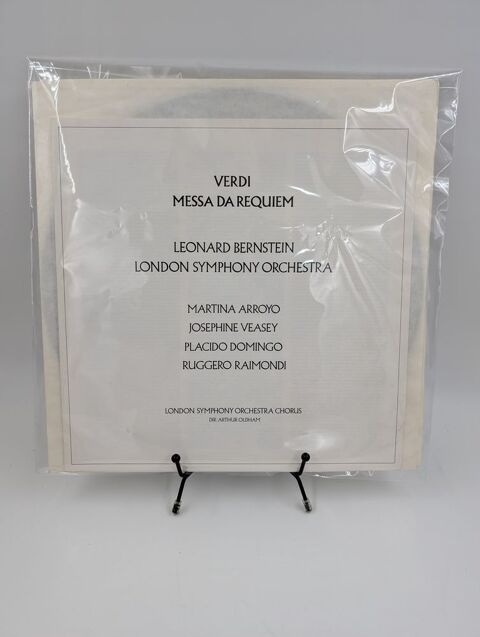 VERDI
MESSA DA REQUIEM
LEONARD BERNSTEIN
LONDON SYMPHONY ORCHESTRA
MARTINA ARROYO
JOSEPHINE VEASEY
PLACIDO DOMINGO
RUGGERO RAIMONDI
LONDON SYMPHONY ORCHESTRA CHORUS
DIR. ARTHUR OLDHAM